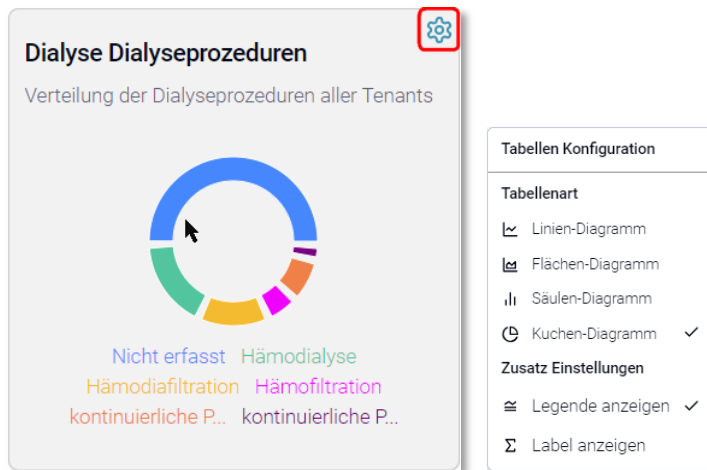 Dialyse Dialyseprozeduren
Verteilung der Dialyseprozeduren aller Tenants
Nicht erfasst Hämodialyse
Hämodiafiltration Hämofiltration
kontinuierliche P... kontinuierliche P...
Tabellen Konfiguration
Tabellenart
Linien-Diagramm
Flächen-Diagramm
Säulen-Diagramm
Kuchen-Diagramm
Zusatz Einstellungen
Legende anzeigen
Label anzeigen